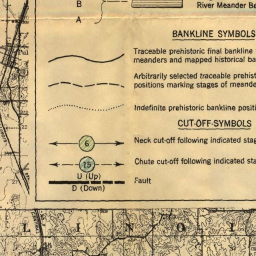 B
River Meander Ba
A
BANKLINE SYMBOLS
Traceable prehistoric final bankline
meanders and mapped historical ba
Arbitrarily selected traceable prehist
positions marking stages of meande
Indefinite prehistoric bankline positi
CUT-OFF SYMBOLS
6 Neck cut-off following indicated stag
15 Chute cut-off following indicated sta
U (Up)
Fault
D (Down)
L I N O I